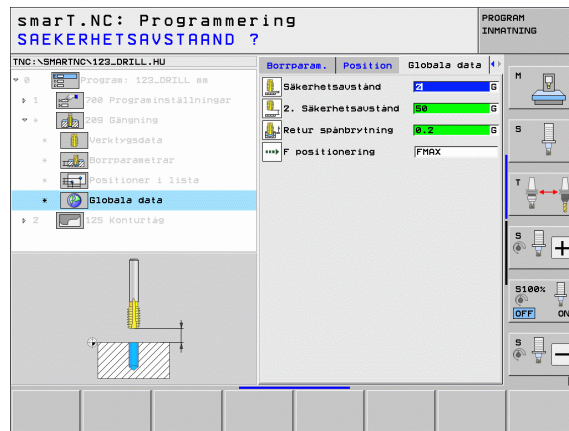 smarT.NC: Programmering
SAEKERHETSAVSTAAND ?
PROGRAM
INMATNING
TNC:\SMARTNC\123_DRILL.HU
0 Program: 123_DRILL mm
1 700 Programinställningar
* 209 Gängning
* Verktygsdata
* Borrparametrar
* Positioner i lista
* Globala data
2 125 Konturtåg
Borrparam. Position Globala data
Säkerhetsavstånd 2 G
2. Säkerhetsavstånd 50 G
Retur spånbrytning 0.2 G
F positionering FMAX
M
S
T
S
+
S100%
OFF ON
S
-